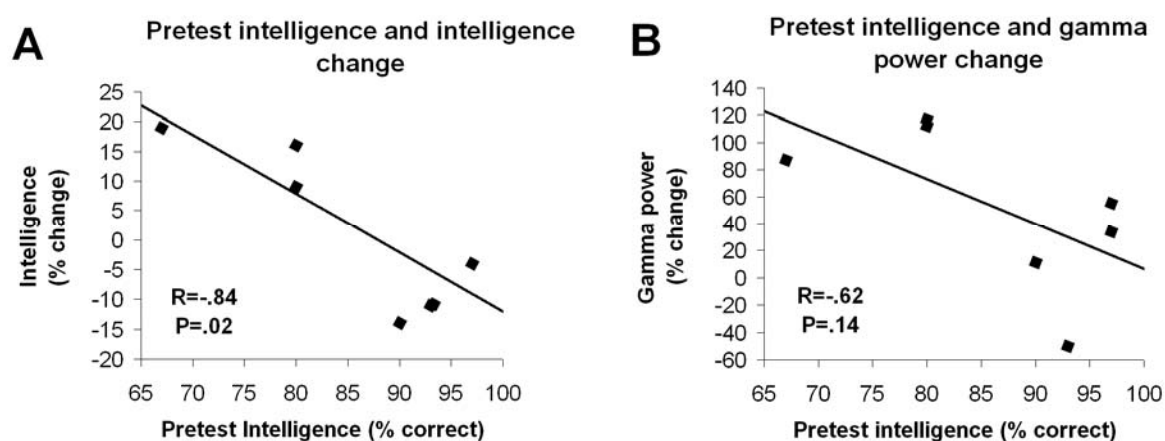 A
Pretest intelligence and intelligence
change
25
20
15
10
5
0
-5
-10
-15
-20
Intelligence
(% change)
R=-.84
P=.02
65 70 75 80 85 90 95 100
Pretest Intelligence (% correct)
B
Pretest intelligence and gamma
power change
140
120
100
80
60
40
20
0
-20
-40
-60
Gamma power
(% change)
R=-.62
P=.14
65 70 75 80 85 90 95 100
Pretest intelligence (% correct)